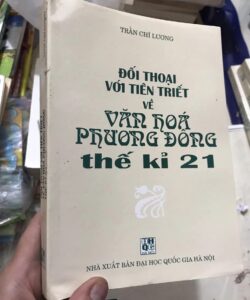 TRẦN CHÍ LƯƠNG
ĐỐI THOẠI
VỚI TIÊN TRIẾT
VỀ
VĂN HOÁ
PHƯƠNG ĐÔNG
thế kỉ 21
NHÀ XUẤT BẢN ĐẠI HỌC QUỐC GIA HÀ NỘI